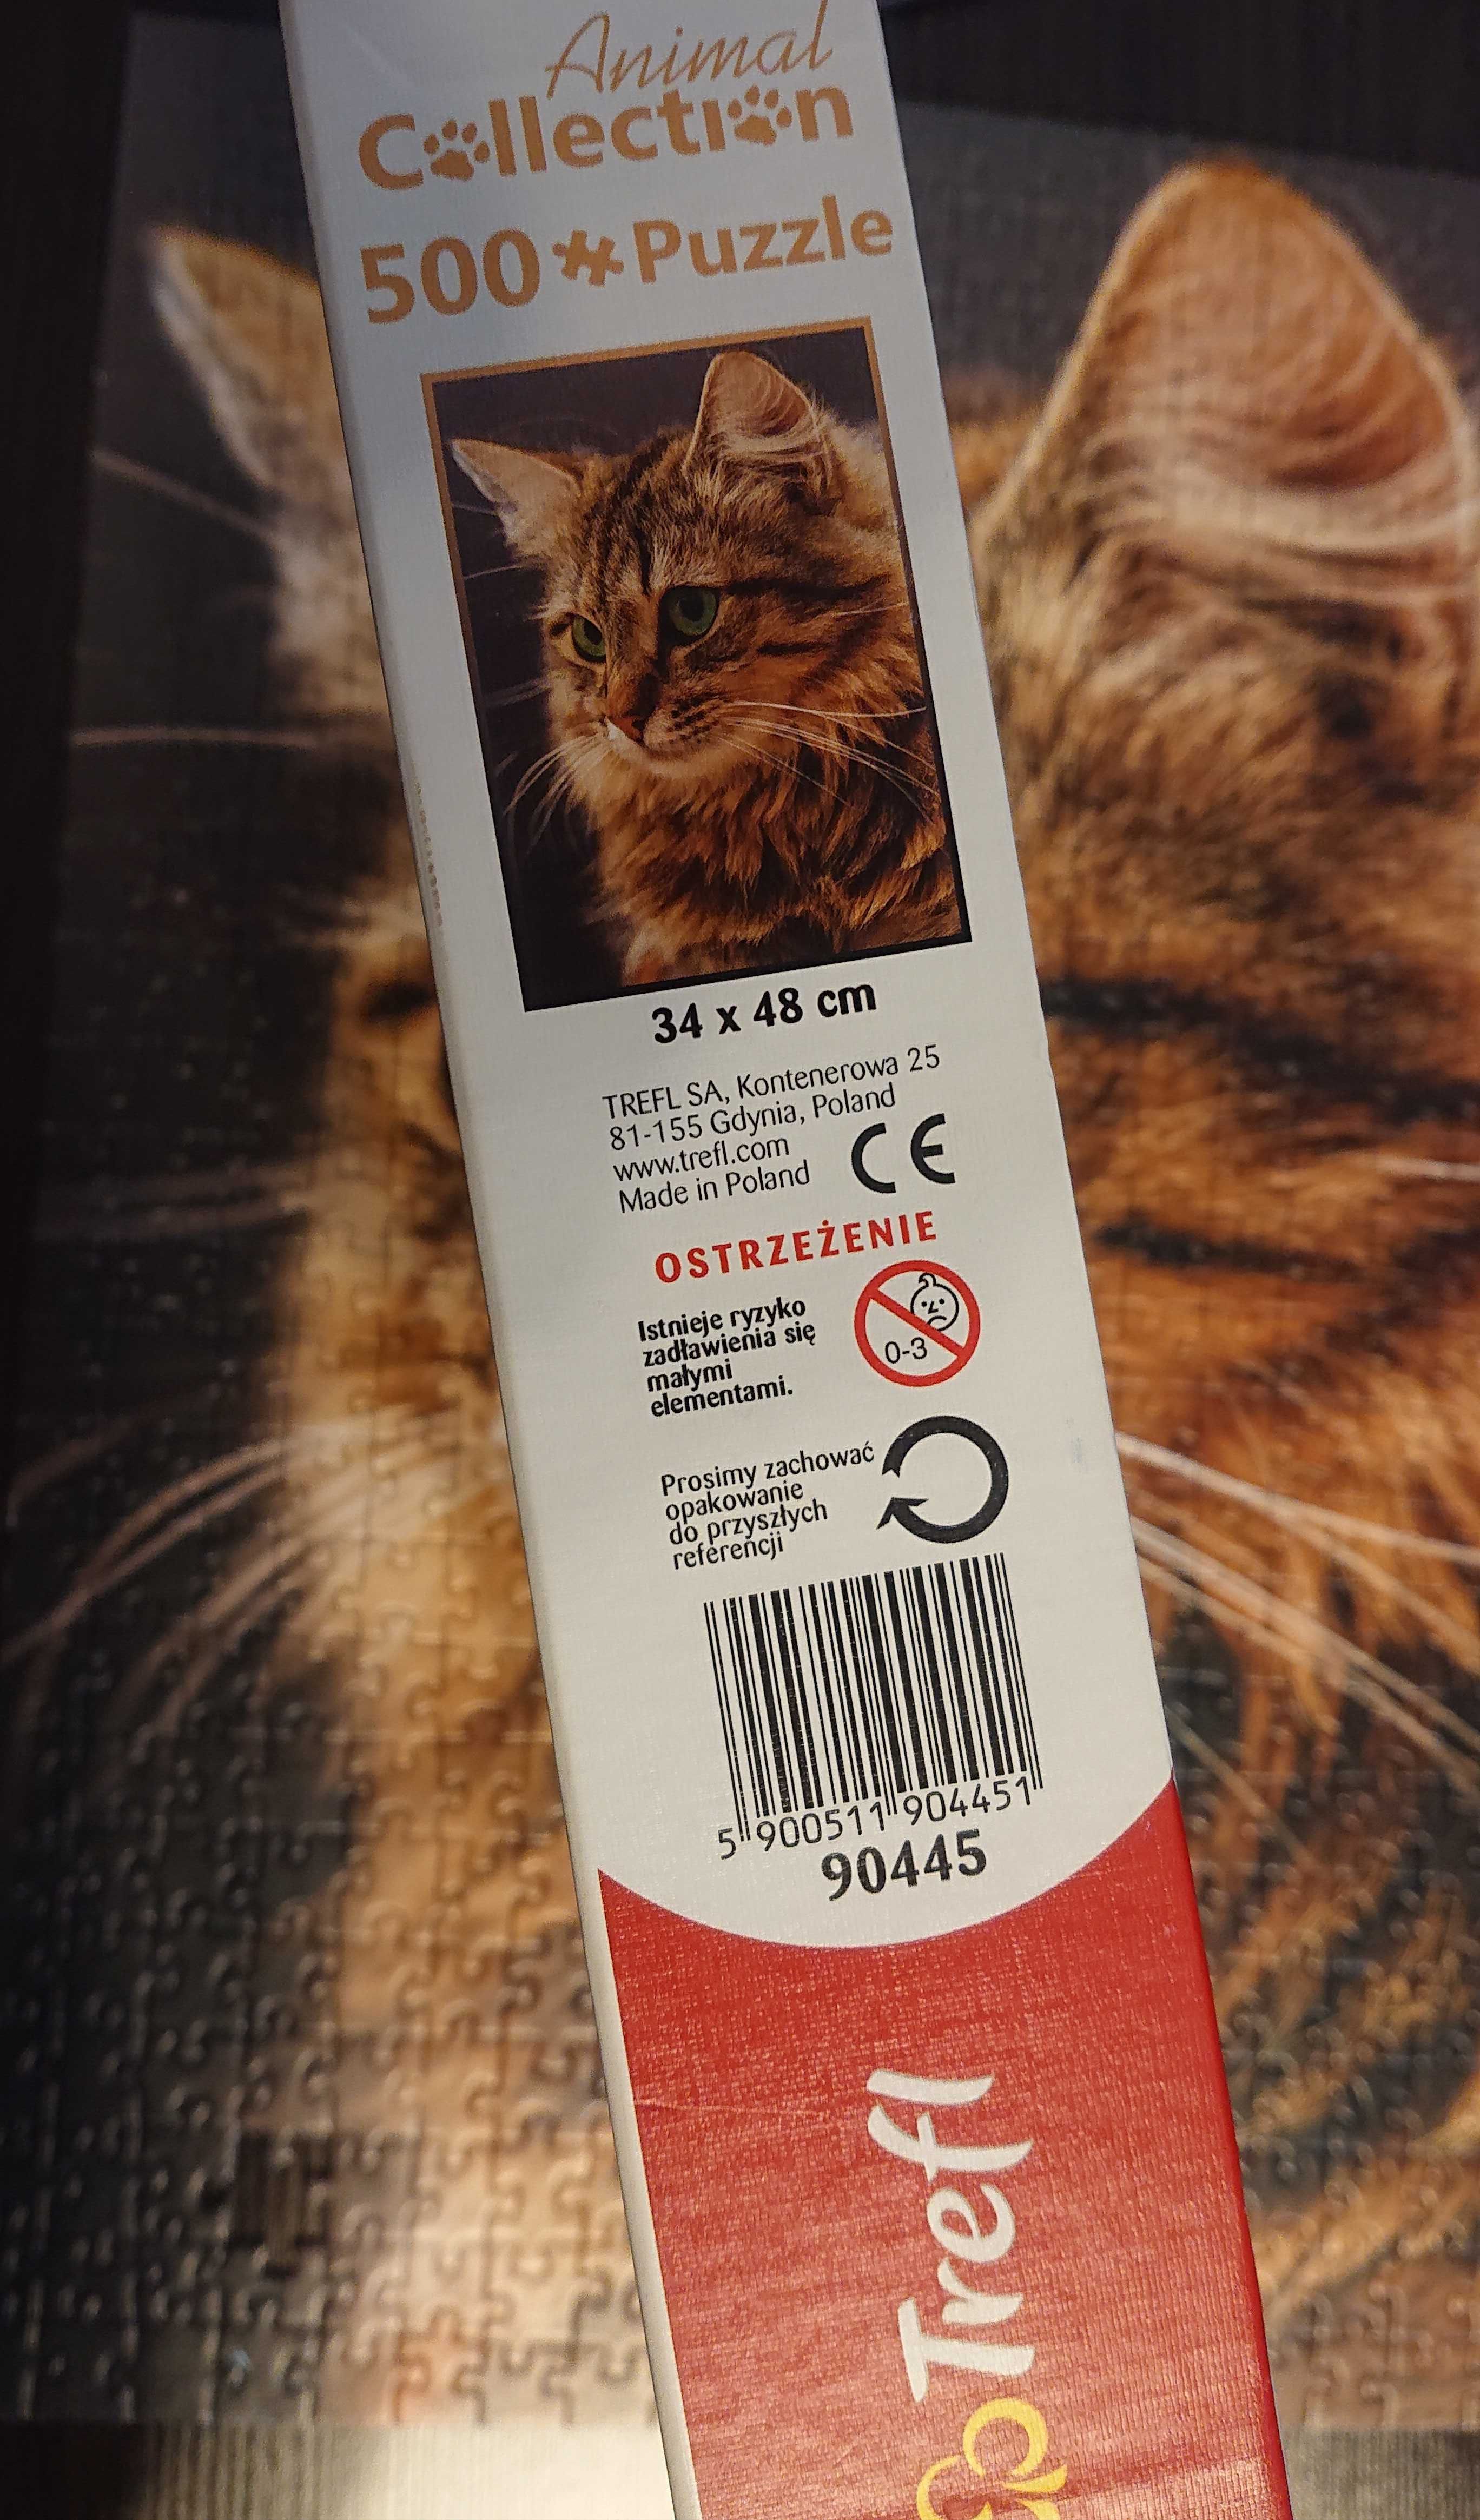 Animal
Collection
500 Puzzle
34 x 48 cm
TREFL SA, Kontenerowa 25
81-155 Gdynia, Poland
www.trefl.com
Made in Poland
CE
OSTRZEŻENIE
Istnieje ryzyko
zadławienia się
małymi
elementami.
0-3
Prosimy zachować
opakowanie
do przyszłych
referencji
5 900511 904451
90445
Trefl